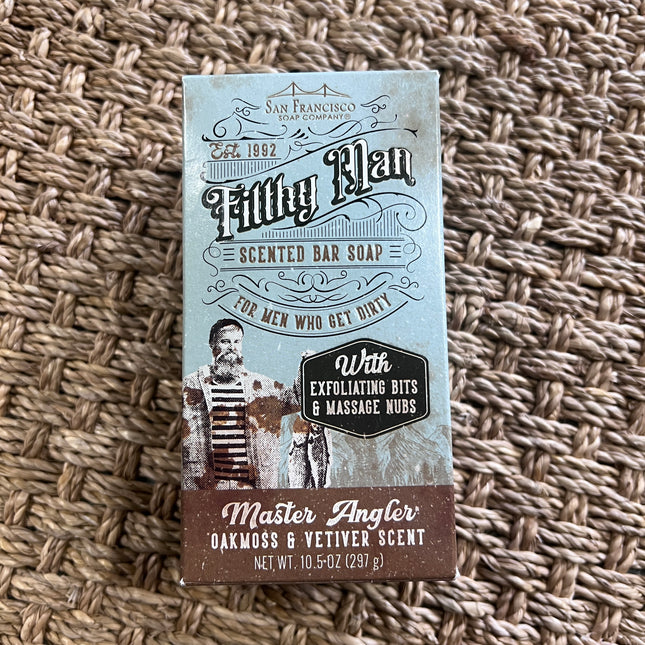 SAN FRANCISCO
SOAP COMPANY®
Est. 1992
Filthy Man
SCENTED BAR SOAP
FOR MEN WHO GET DIRTY
With
EXFOLIATING BITS
& MASSAGE NUBS
Master Angler
OAKMOSS & VETIVER SCENT
NET WT. 10.5-OZ (297 g)